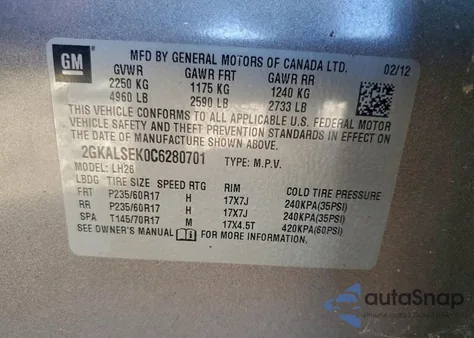 GM
MFD BY GENERAL MOTORS OF CANADA LTD.
GVWR GAWR FRT GAWR RR 02/12
2250 KG 1175 KG 1240 KG
4960 LB 2590 LB 2733 LB
THIS VEHICLE CONFORMS TO ALL APPLICABLE U.S. FEDERAL MOTOR
VEHICLE SAFETY AND THEFT PREVENTION STANDARDS IN EFFECT ON
THE DATE OF MANUFACTURE SHOWN ABOVE.
2GKALSEK0C6280701 TYPE: M.P.V.
MODEL: LH26
LBDG TIRE SIZE SPEED RTG RIM COLD TIRE PRESSURE
FRT P235/60R17 H 17X7J 240KPA(35PSI)
RR P235/60R17 H 17X7J 240KPA(35PSI)
SPA T145/70R17 M 17X4.5T 420KPA(60PSI)
SEE OWNER'S MANUAL FOR MORE INFORMATION.
autoSnap